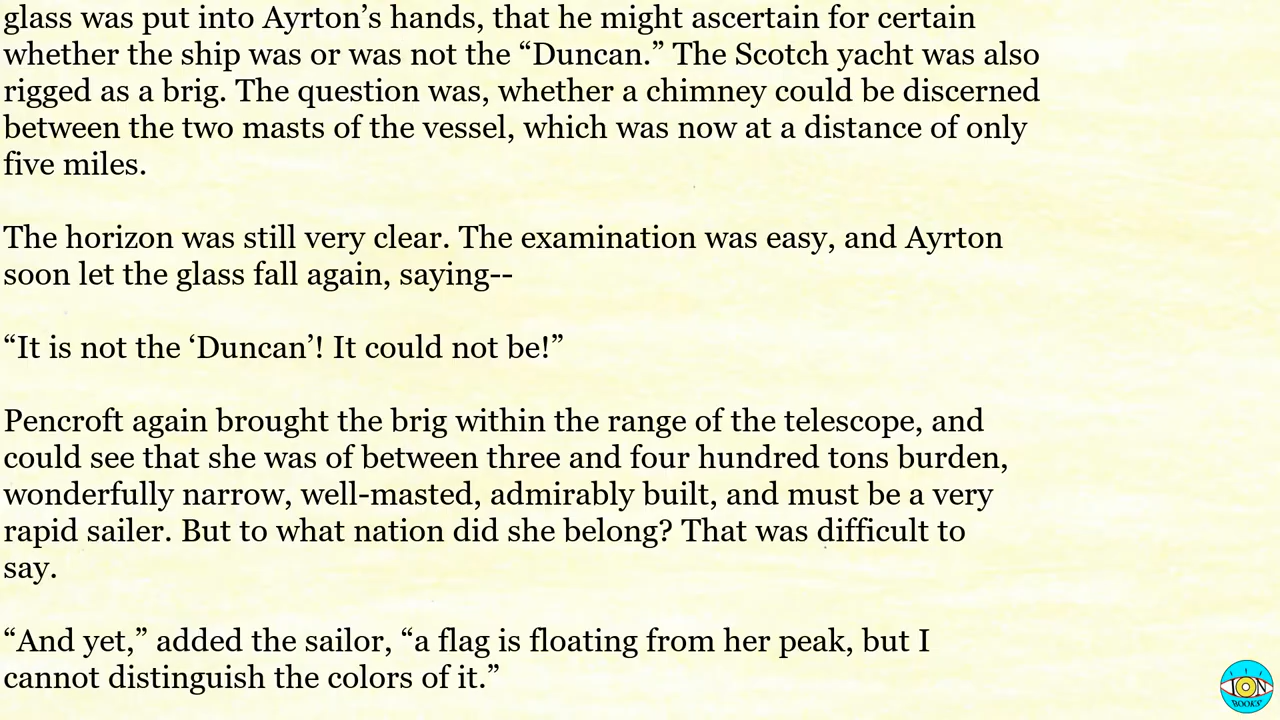 glass was put into Ayrton’s hands, that he might ascertain for certain
whether the ship was or was not the “Duncan.” The Scotch yacht was also
rigged as a brig. The question was, whether a chimney could be discerned
between the two masts of the vessel, which was now at a distance of only
five miles.
The horizon was still very clear. The examination was easy, and Ayrton
soon let the glass fall again, saying--
“It is not the ‘Duncan’! It could not be!”
Pencroft again brought the brig within the range of the telescope, and
could see that she was of between three and four hundred tons burden,
wonderfully narrow, well-masted, admirably built, and must be a very
rapid sailer. But to what nation did she belong? That was difficult to
say.
“And yet,” added the sailor, “a flag is floating from her peak, but I
cannot distinguish the colors of it.”
ION
BOOKS